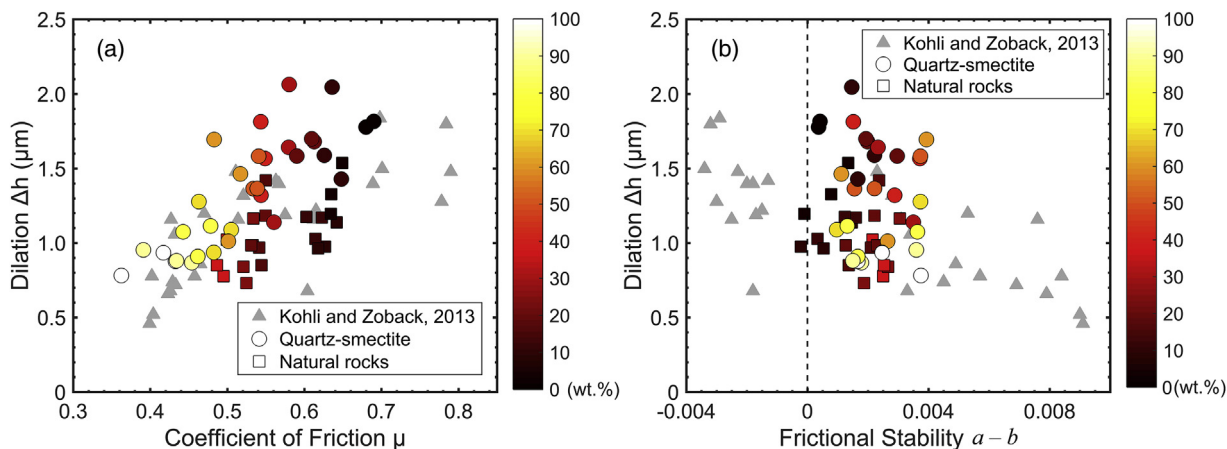 (a)
Dilation Δh (μm)
2.5
2.0
1.5
1.0
0.5
0
0.3 0.4 0.5 0.6 0.7 0.8
Coefficient of Friction μ
Kohli and Zoback, 2013
Quartz-smectite
Natural rocks
100
90
80
70
60
50
40
30
20
10
0 (wt.%)
(b)
Dilation Δh (μm)
2.5
2.0
1.5
1.0
0.5
0
-0.004 0 0.004 0.008
Frictional Stability a – b
Kohli and Zoback, 2013
Quartz-smectite
Natural rocks
100
90
80
70
60
50
40
30
20
10
0 (wt.%)